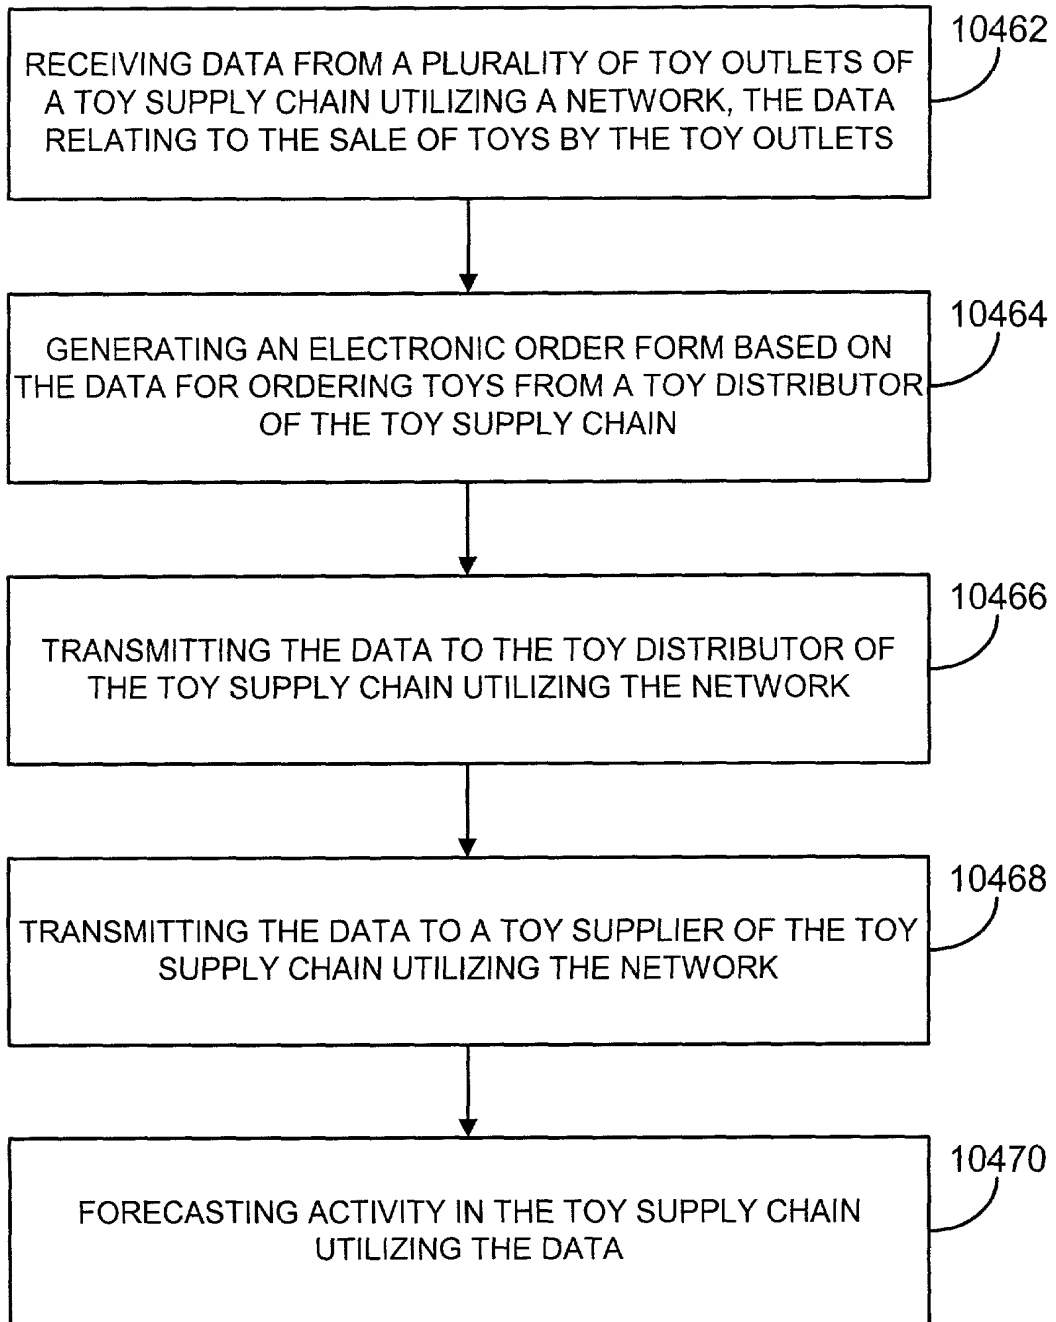 10462
RECEIVING DATA FROM A PLURALITY OF TOY OUTLETS OF
A TOY SUPPLY CHAIN UTILIZING A NETWORK, THE DATA
RELATING TO THE SALE OF TOYS BY THE TOY OUTLETS
10464
GENERATING AN ELECTRONIC ORDER FORM BASED ON
THE DATA FOR ORDERING TOYS FROM A TOY DISTRIBUTOR
OF THE TOY SUPPLY CHAIN
10466
TRANSMITTING THE DATA TO THE TOY DISTRIBUTOR OF
THE TOY SUPPLY CHAIN UTILIZING THE NETWORK
10468
TRANSMITTING THE DATA TO A TOY SUPPLIER OF THE TOY
SUPPLY CHAIN UTILIZING THE NETWORK
10470
FORECASTING ACTIVITY IN THE TOY SUPPLY CHAIN
UTILIZING THE DATA